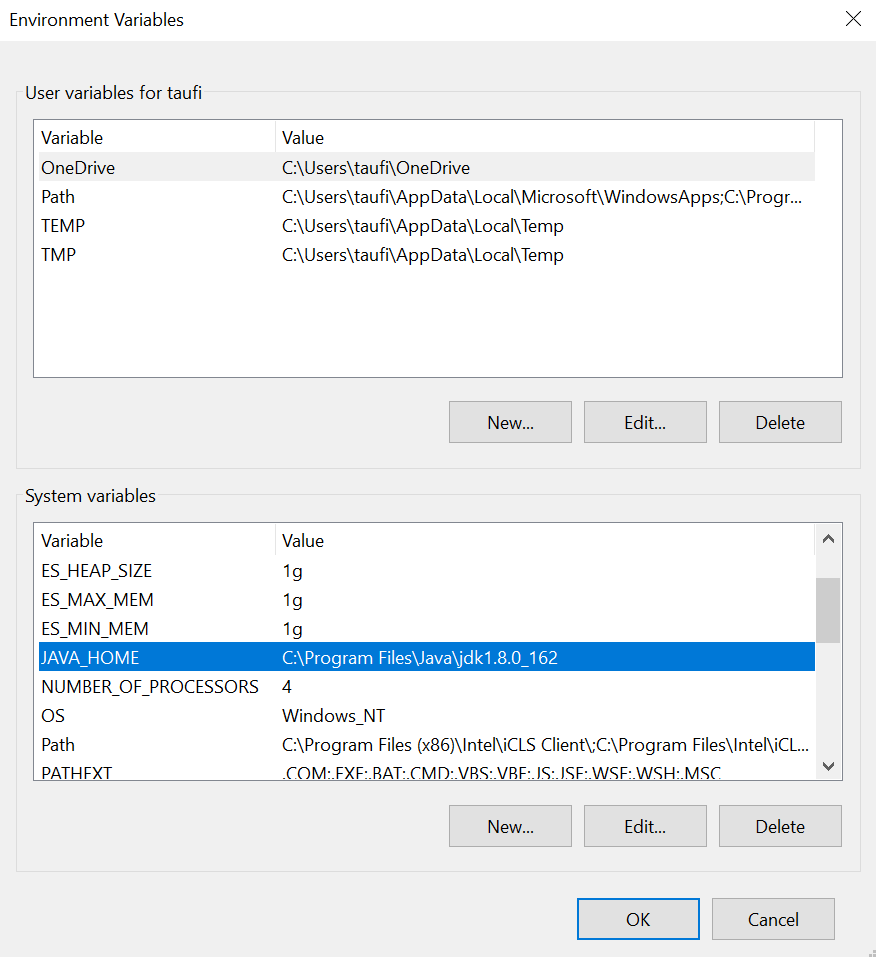 Environment Variables
User variables for taufi
Variable Value
OneDrive C:\Users\taufi\OneDrive
Path C:\Users\taufi\AppData\Local\Microsoft\WindowsApps;C:\Progr...
TEMP C:\Users\taufi\AppData\Local\Temp
TMP C:\Users\taufi\AppData\Local\Temp
New... Edit... Delete
System variables
Variable Value
ES_HEAP_SIZE 1g
ES_MAX_MEM 1g
ES_MIN_MEM 1g
JAVA_HOME C:\Program Files\Java\jdk1.8.0_162
NUMBER_OF_PROCESSORS 4
OS Windows_NT
Path C:\Program Files (x86)\Intel\iCLS Client\;C:\Program Files\Intel\iCL...
PATHEXT .COM;.EXE;.BAT;.CMD;.VBS;.VBE;.JS;.JSE;.WSF;.WSH;.MSC
New... Edit... Delete
OK Cancel